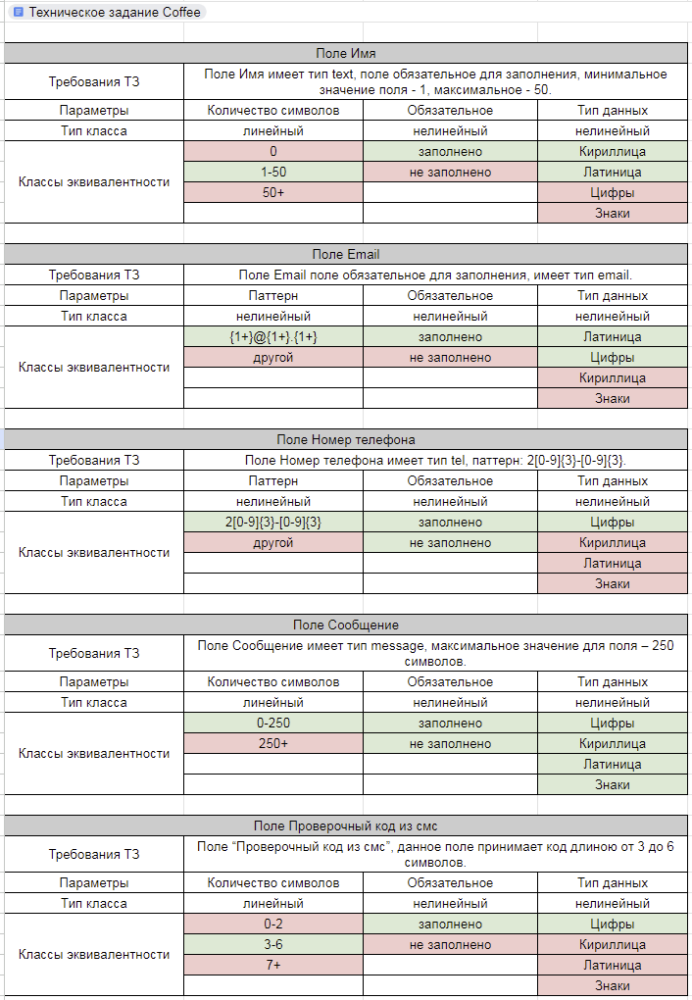 Техническое задание Coffee
Поле Имя
Требования ТЗ
Поле Имя имеет тип text, поле обязательное для заполнения, минимальное
значение поля - 1, максимальное - 50.
Параметры Количество символов Обязательное Тип данных
Тип класса линейный нелинейный нелинейный
Классы эквивалентности
0 заполнено Кириллица
1-50 не заполнено Латиница
50+ Цифры
Знаки
Поле Email
Требования ТЗ Поле Email поле обязательное для заполнения, имеет тип email.
Параметры Паттерн Обязательное Тип данных
Тип класса нелинейный нелинейный нелинейный
Классы эквивалентности
{1+}@{1+}.{1+} заполнено Латиница
другой не заполнено Цифры
Кириллица
Знаки
Поле Номер телефона
Требования ТЗ Поле Номер телефона имеет тип tel, паттерн: 2[0-9]{3}-[0-9]{3}.
Параметры Паттерн Обязательное Тип данных
Тип класса нелинейный нелинейный нелинейный
Классы эквивалентности
2[0-9]{3}-[0-9]{3} заполнено Цифры
другой не заполнено Кириллица
Латиница
Знаки
Поле Сообщение
Требования ТЗ
Поле Сообщение имеет тип message, максимальное значение для поля – 250
символов.
Параметры Количество символов Обязательное Тип данных
Тип класса линейный нелинейный нелинейный
Классы эквивалентности
0-250 заполнено Цифры
250+ не заполнено Кириллица
Латиница
Знаки
Поле Проверочный код из смс
Требования ТЗ
Поле “Проверочный код из смс”, данное поле принимает код длиною от 3 до 6
символов.
Параметры Количество символов Обязательное Тип данных
Тип класса линейный нелинейный нелинейный
Классы эквивалентности
0-2 заполнено Цифры
3-6 не заполнено Кириллица
7+ Латиница
Знаки